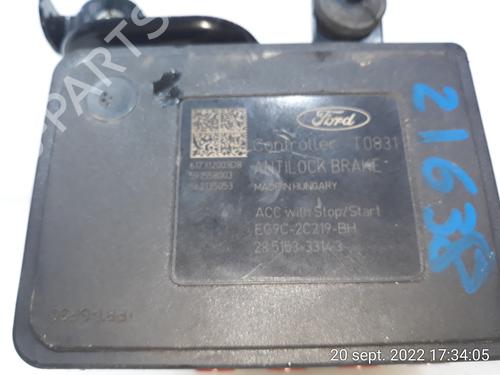 Ford
Controller T0831
ANTILOCK BRAKE
MADE IN HUNGARY
ACC with Stop/Start
EG9C-2C219-BH
28.5153-3314.3
21638
20 sept. 2022 17:34:05